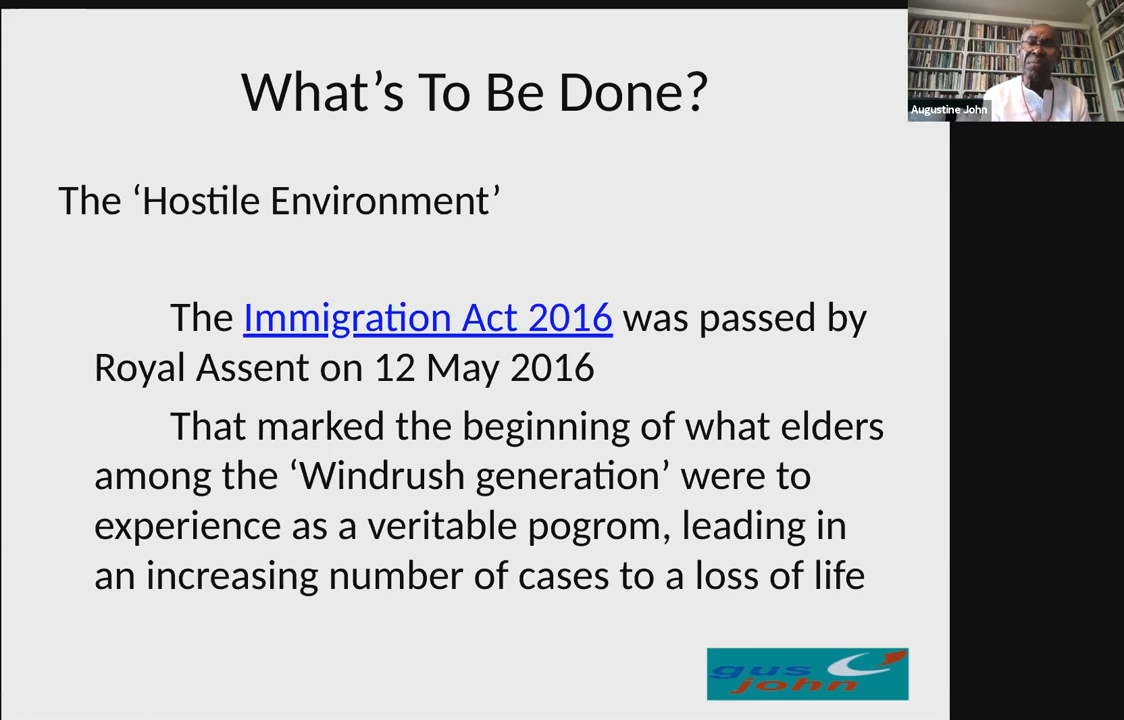 What’s To Be Done?
Augustine John
The ‘Hostile Environment’
The Immigration Act 2016 was passed by
Royal Assent on 12 May 2016
That marked the beginning of what elders
among the ‘Windrush generation’ were to
experience as a veritable pogrom, leading in
an increasing number of cases to a loss of life
gus
john